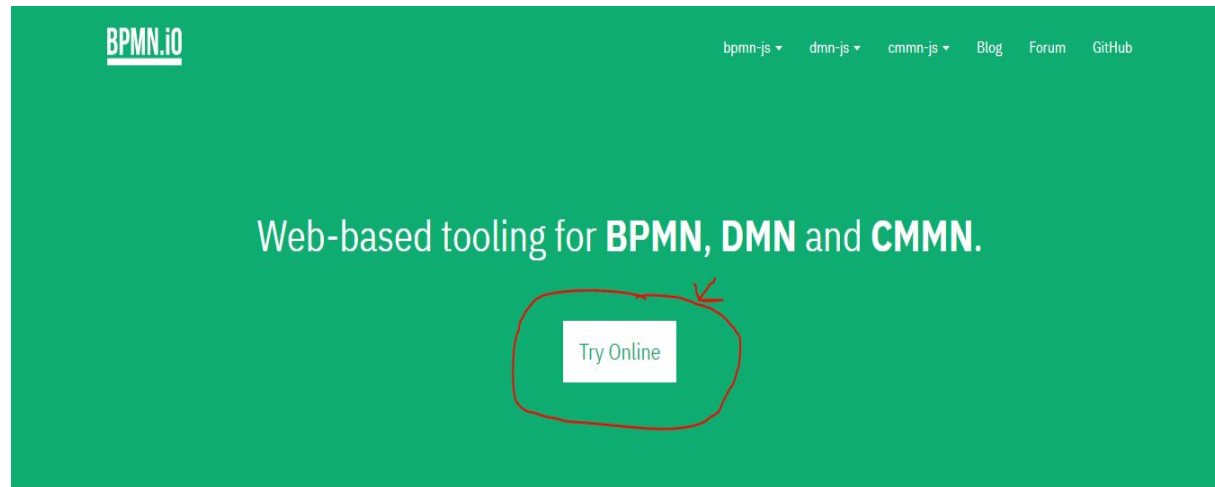 BPMN.iO
bpmn-js ▾ dmn-js ▾ cmmn-js ▾ Blog Forum GitHub
Web-based tooling for BPMN, DMN and CMMN.
Try Online